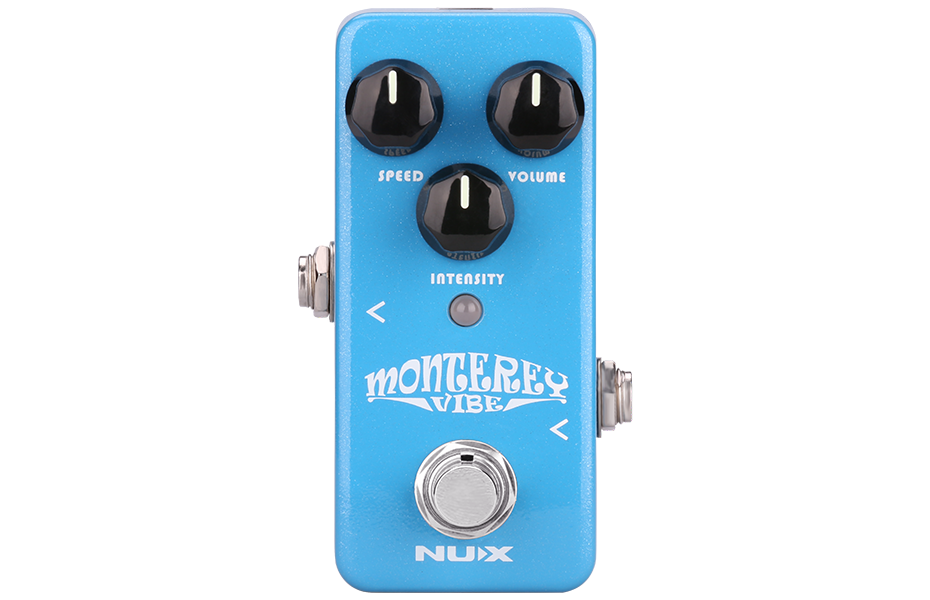 SPEED VOLUME
INTENSITY
<
MONTEREY
VIBE
<
NUX